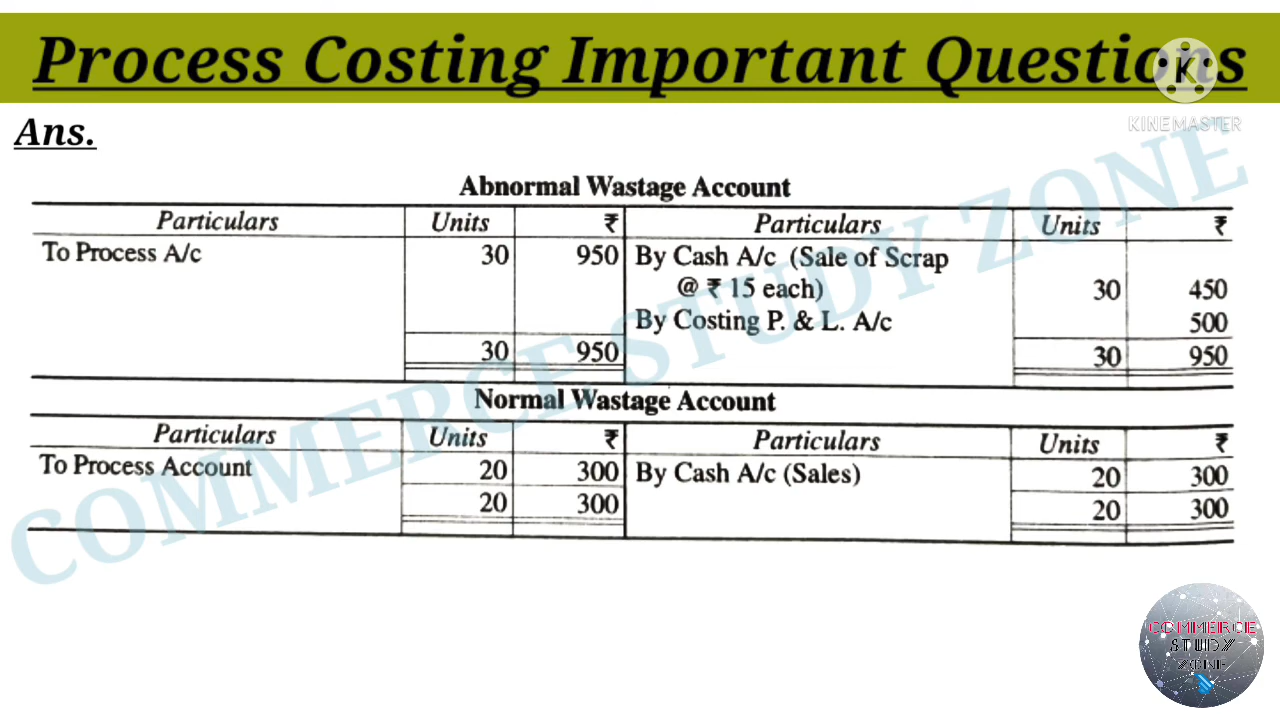 Process Costing Important Questions
K
KINEMASTER
Ans.
Abnormal Wastage Account
Particulars Units ₹ Particulars Units ₹
To Process A/c 30 950 By Cash A/c (Sale of Scrap
@ ₹ 15 each) 30 450
By Costing P. & L. A/c 500
30 950 30 950
Normal Wastage Account
Particulars Units ₹ Particulars Units ₹
To Process Account 20 300 By Cash A/c (Sales) 20 300
20 300 20 300
COMMERCE STUDY ZONE
COMMERCE
STUDY
ZONE